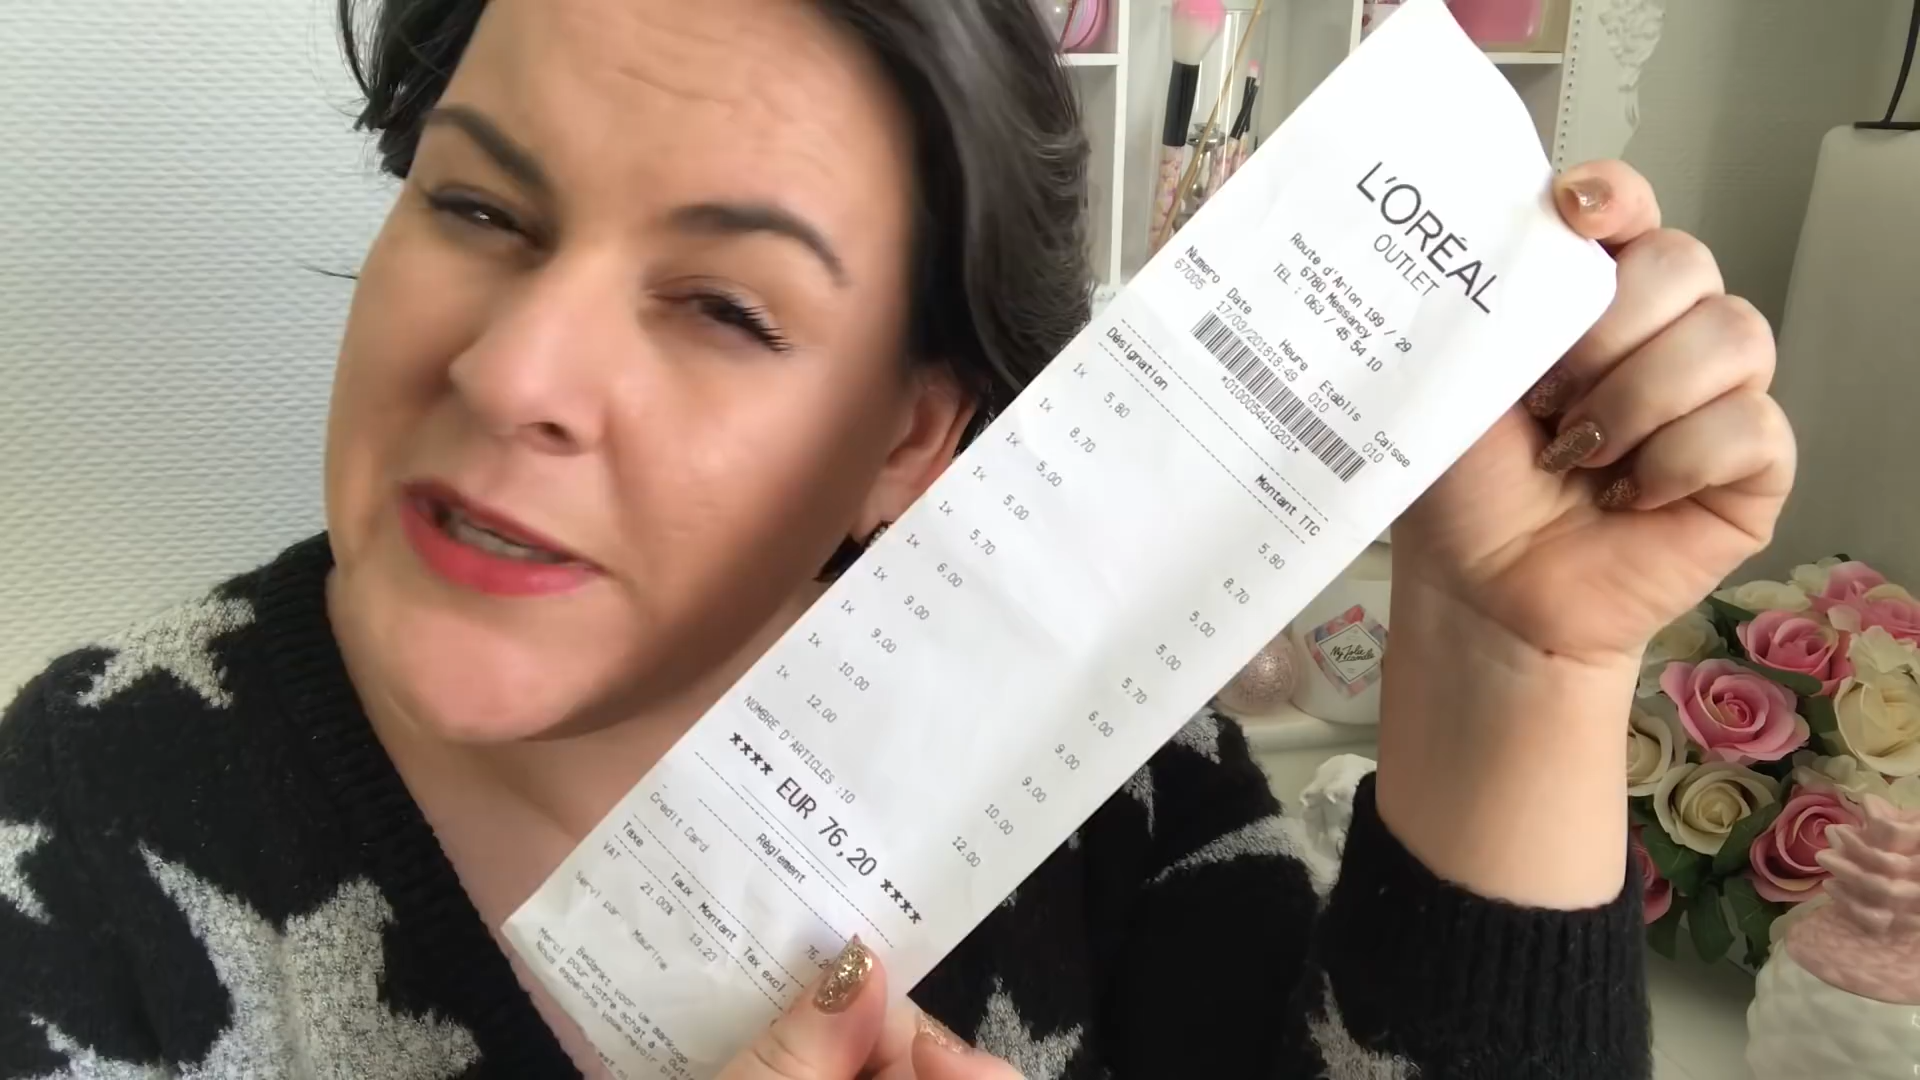 L'ORÉAL
OUTLET
Route d'Arlon 199 / 29
6780 Messancy
TEL : 063 / 45 54 10
Numero Date Heure Etablis Caisse
67005 17/03/2018 18:49 010 010
*0100054410201*
Désignation Montant TTC
1x 5.80 5.80
1x 8.70 8.70
1x 5.00 5.00
1x 5.00 5.00
1x 5.70 5.70
1x 6.00 6.00
1x 9.00 9.00
1x 9.00 9.00
1x 10.00 10.00
1x 12.00 12.00
NOMBRE D'ARTICLES :10
**** EUR 76,20 ****
Règlement
Credit Card 76,2
Taxe Taux Montant Tax excl.
VAT 21.00% 13.23
Servi par Maurine
Bedankt voor uw aankoop
Merci pour votre achat &
Nous espérons vous revoir
My Jolie Candle